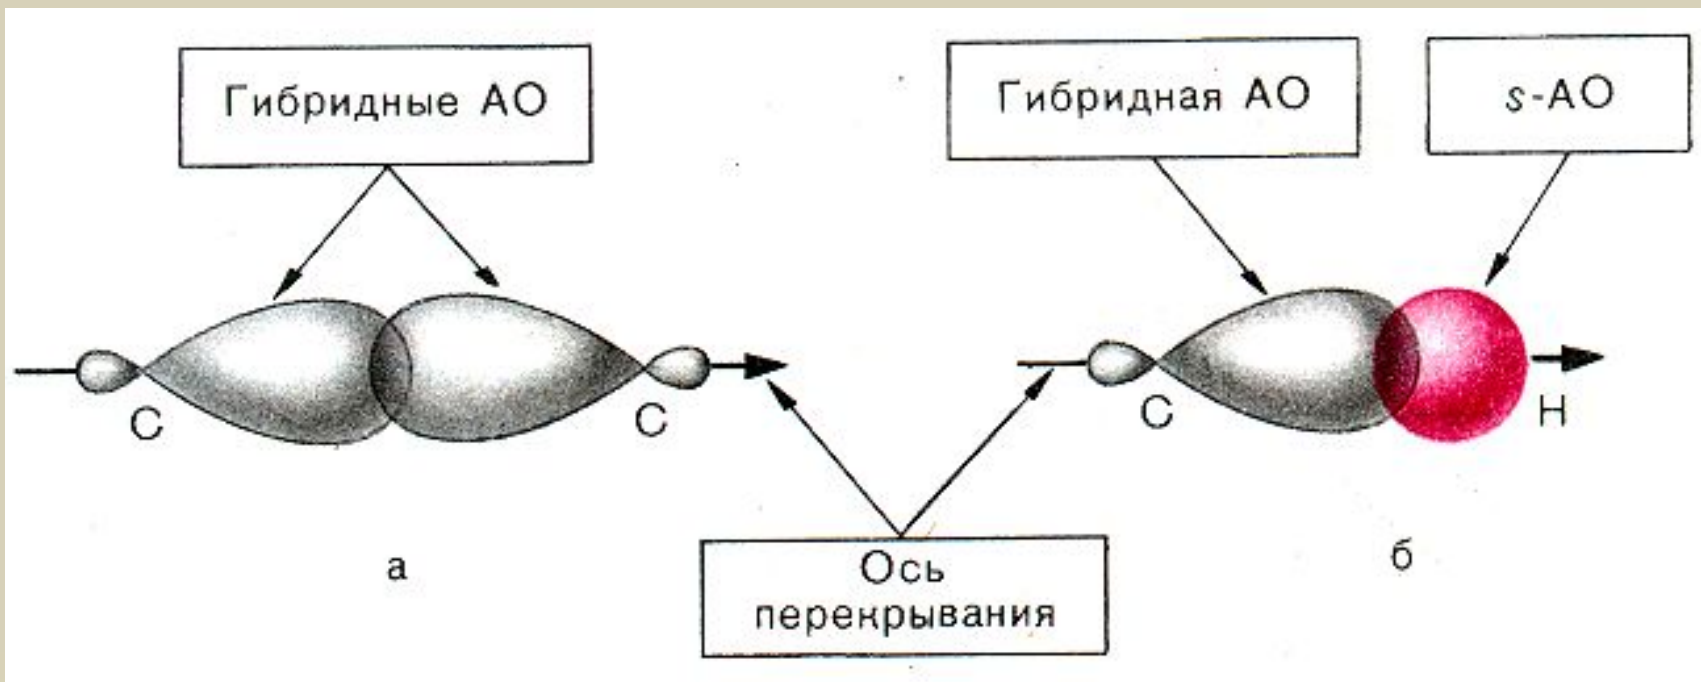 Гибридные АО
Гибридная АО
s-АО
С
С
С
Н
а
б
Ось
перекрывания